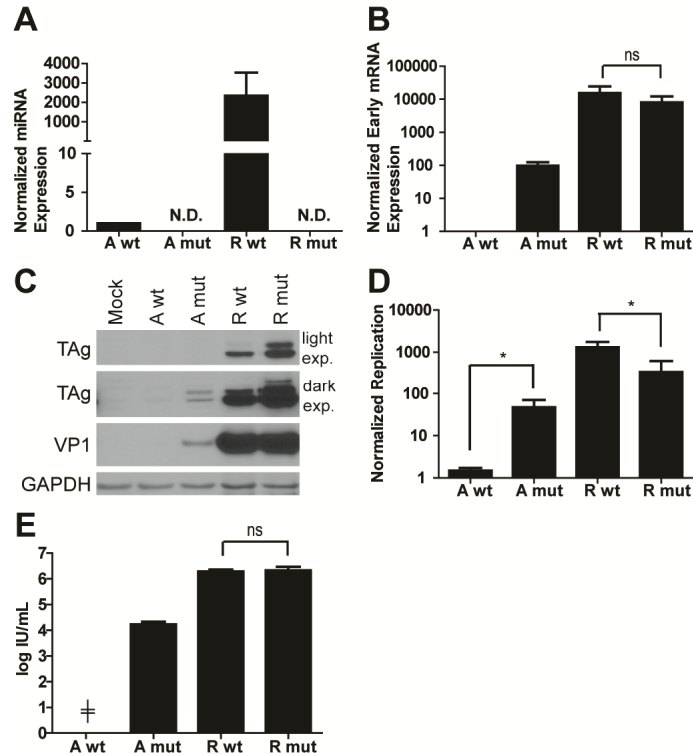 A
Normalized miRNA
Expression
4000
3000
2000
1000
10
5
0
N.D.
N.D.
A wt
A mut
R wt
R mut
B
Normalized Early mRNA
Expression
100000
10000
1000
100
10
1
ns
A wt
A mut
R wt
R mut
C
Mock
A wt
A mut
R wt
R mut
TAg
light
exp.
TAg
dark
exp.
VP1
GAPDH
D
Normalized Replication
10000
1000
100
10
1
*
*
A wt
A mut
R wt
R mut
E
log IU/mL
7
6
5
4
3
2
1
0
ns
‡
A wt
A mut
R wt
R mut